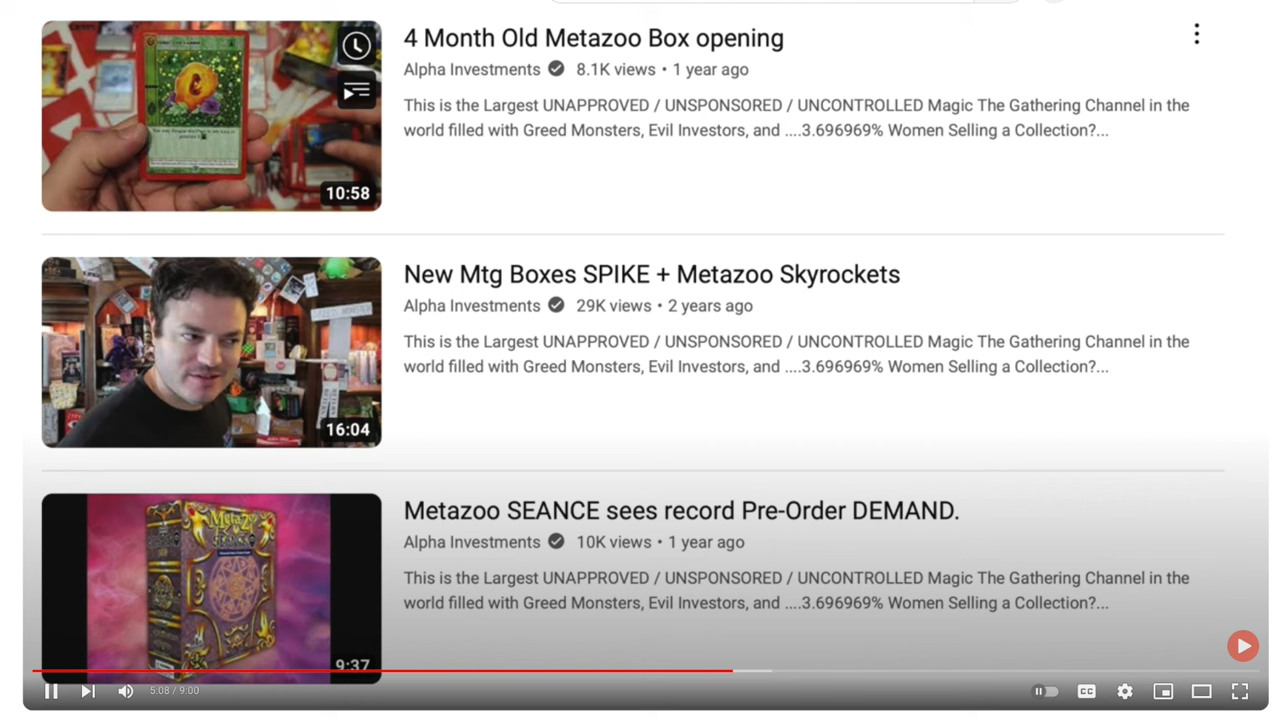 4 Month Old Metazoo Box opening
Alpha Investments 8.1K views • 1 year ago
This is the Largest UNAPPROVED / UNSPONSORED / UNCONTROLLED Magic The Gathering Channel in the
world filled with Greed Monsters, Evil Investors, and ....3.696969% Women Selling a Collection?...
10:58
New Mtg Boxes SPIKE + Metazoo Skyrockets
Alpha Investments 29K views • 2 years ago
This is the Largest UNAPPROVED / UNSPONSORED / UNCONTROLLED Magic The Gathering Channel in the
world filled with Greed Monsters, Evil Investors, and ....3.696969% Women Selling a Collection?...
16:04
Metazoo SEANCE sees record Pre-Order DEMAND.
Alpha Investments 10K views • 1 year ago
This is the Largest UNAPPROVED / UNSPONSORED / UNCONTROLLED Magic The Gathering Channel in the
world filled with Greed Monsters, Evil Investors, and ....3.696969% Women Selling a Collection?...
MetaZoo
SEANCE
9:37
5:08 / 9:00
CC